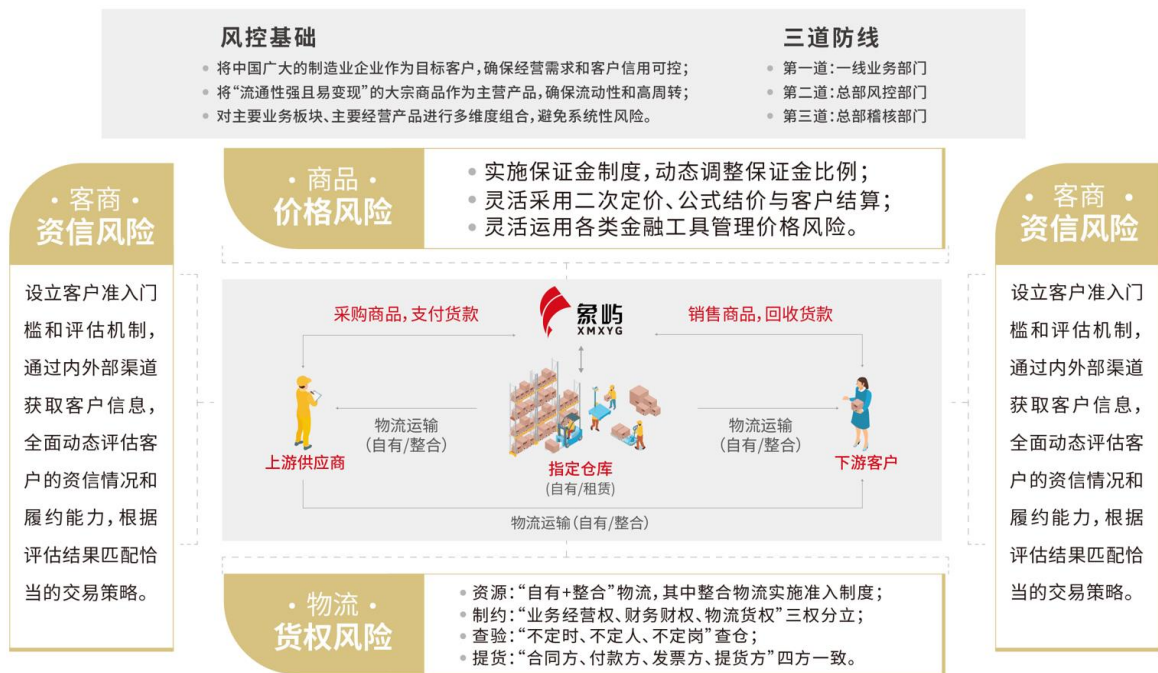 风控基础
将中国广大的制造业企业作为目标客户,确保经营需求和客户信用可控;
将“流通性强且易变现”的大宗商品作为主营产品,确保流动性和高周转;
对主要业务板块、主要经营产品进行多维度组合,避免系统性风险。
三道防线
第一道:一线业务部门
第二道:总部风控部门
第三道:总部稽核部门
客商
资信风险
设立客户准入门
槛和评估机制,
通过内外部渠道
获取客户信息,
全面动态评估客
户的资信情况和
履约能力,根据
评估结果匹配恰
当的交易策略。
商品
价格风险
实施保证金制度,动态调整保证金比例;
灵活采用二次定价、公式结价与客户结算;
灵活运用各类金融工具管理价格风险。
采购商品,支付货款
象屿
XMXYG
销售商品,回收货款
物流运输
(自有/整合)
物流运输
(自有/整合)
上游供应商
指定仓库
(自有/租赁)
下游客户
物流运输(自有/整合)
物流
货权风险
资源:“自有+整合”物流,其中整合物流实施准入制度;
制约:“业务经营权、财务财权、物流货权”三权分立;
查验:“不定时、不定人、不定岗”查仓;
提货:“合同方、付款方、发票方、提货方”四方一致。
客商
资信风险
设立客户准入门
槛和评估机制,
通过内外部渠道
获取客户信息,
全面动态评估客
户的资信情况和
履约能力,根据
评估结果匹配恰
当的交易策略。